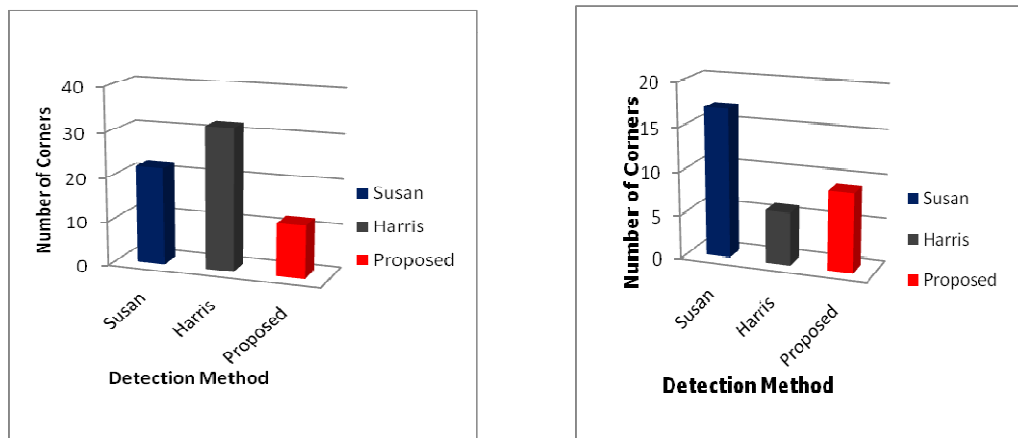 40
30
20
10
0
Number of Corners
Susan
Harris
Proposed
Susan
Harris
Proposed
Detection Method
20
15
10
5
0
Number of Corners
Susan
Harris
Proposed
Susan
Harris
Proposed
Detection Method